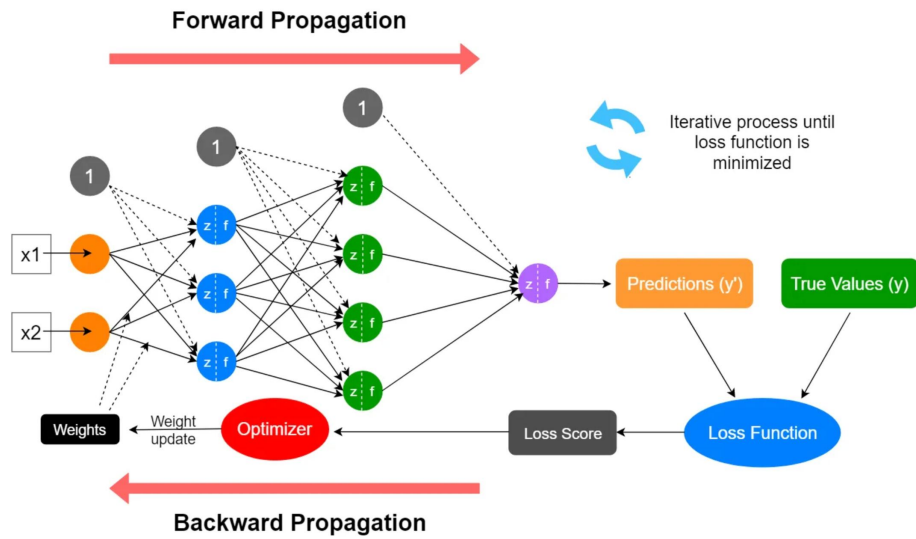 Forward Propagation
1
1
1
Iterative process until
loss function is
minimized
z f
z f
x1
z f
z f
z f
Predictions (y')
True Values (y)
x2
z f
z f
z f
Weights
Weight
update
Optimizer
Loss Score
Loss Function
Backward Propagation